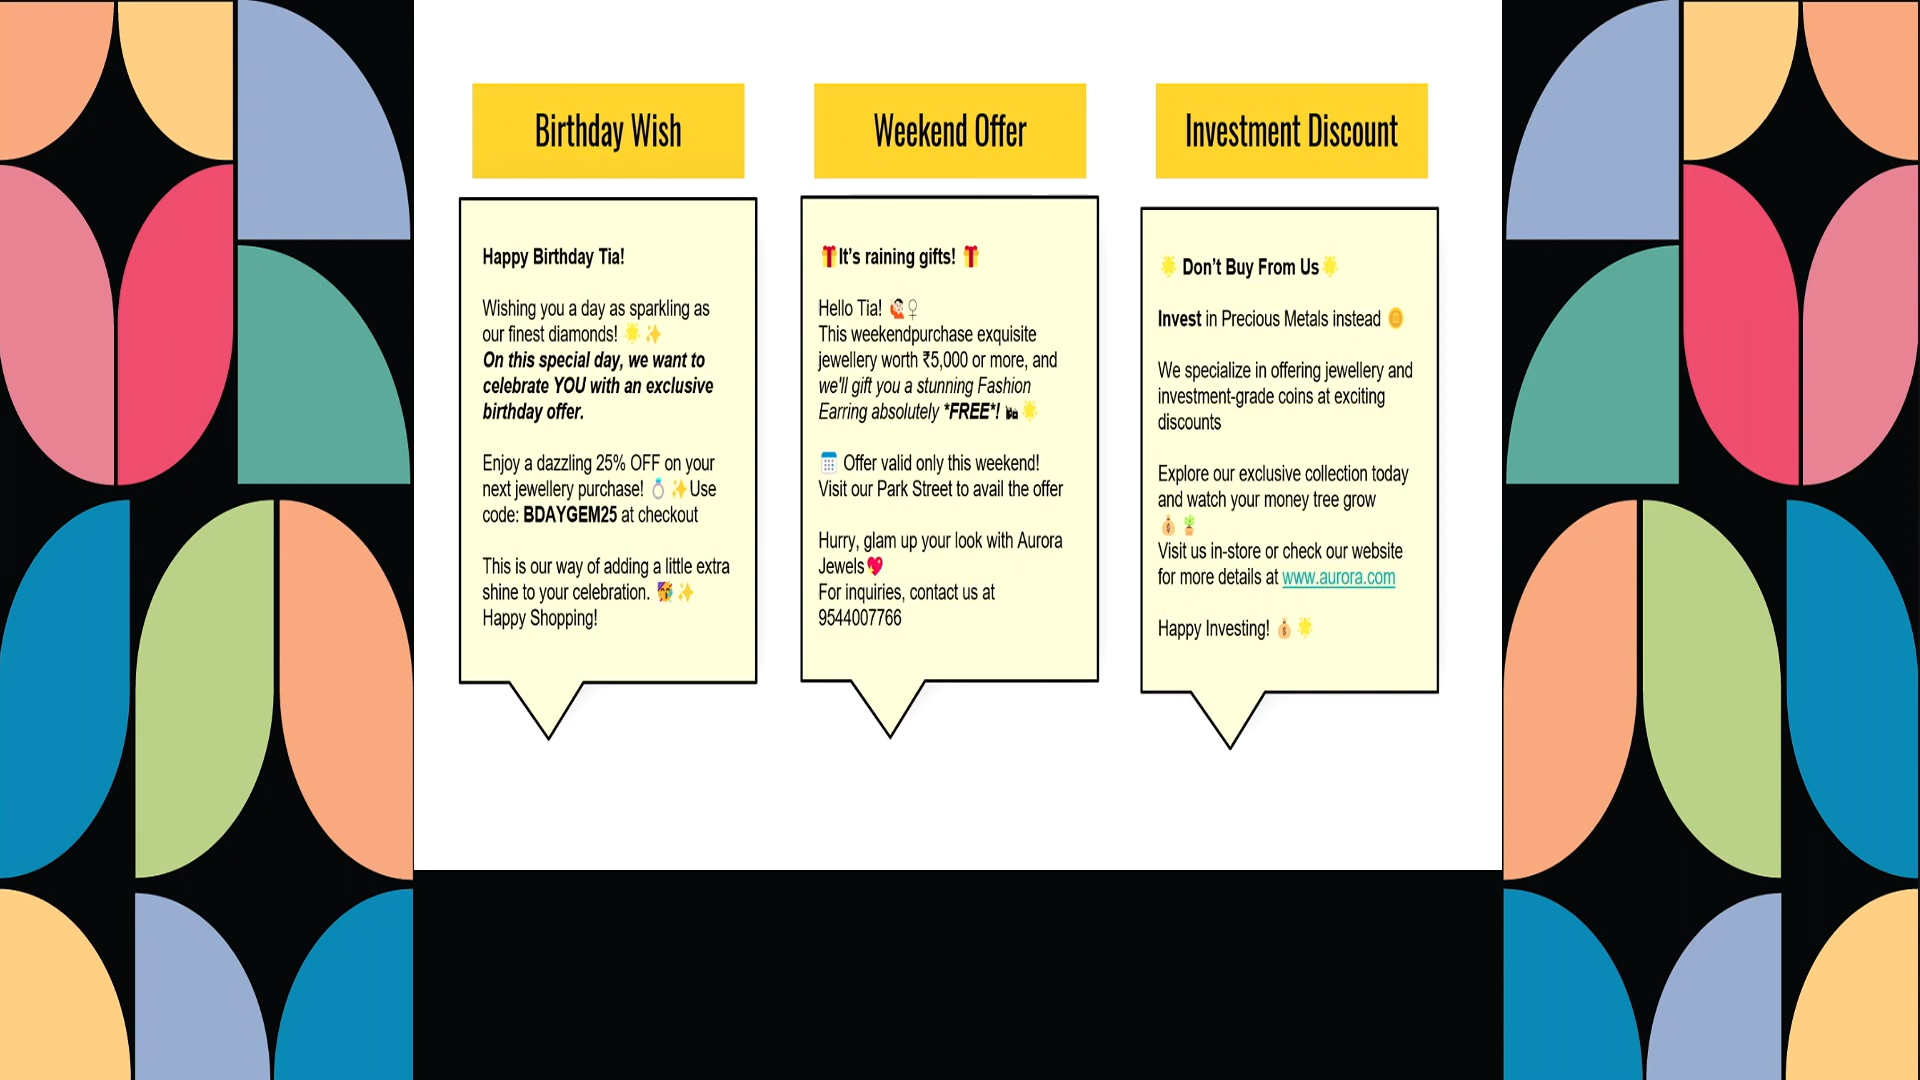 Birthday Wish
Happy Birthday Tia!
Wishing you a day as sparkling as
our finest diamonds! 🌟✨
On this special day, we want to
celebrate YOU with an exclusive
birthday offer.
Enjoy a dazzling 25% OFF on your
next jewellery purchase! 💍✨Use
code: BDAYGEM25 at checkout
This is our way of adding a little extra
shine to your celebration. 🥳✨
Happy Shopping!
Weekend Offer
🎁It’s raining gifts! 🎁
Hello Tia! 🙋🏻♀
This weekendpurchase exquisite
jewellery worth ₹5,000 or more, and
we'll gift you a stunning Fashion
Earring absolutely *FREE*! 🛍🌟
📅 Offer valid only this weekend!
Visit our Park Street to avail the offer
Hurry, glam up your look with Aurora
Jewels💖
For inquiries, contact us at
9544007766
Investment Discount
🌟 Don’t Buy From Us🌟
Invest in Precious Metals instead 🪙
We specialize in offering jewellery and
investment-grade coins at exciting
discounts
Explore our exclusive collection today
and watch your money tree grow
💰🪴
Visit us in-store or check our website
for more details at www.aurora.com
Happy Investing! 💰🌟